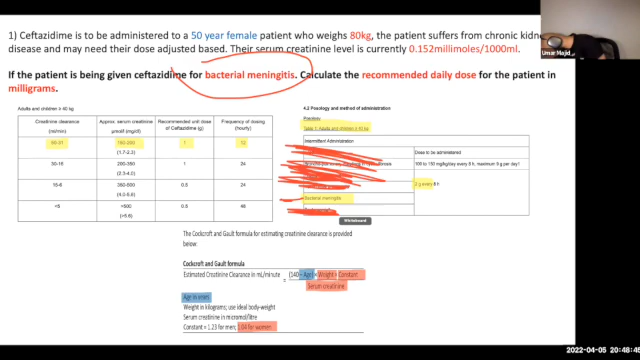 1) Ceftazidime is to be administered to a 50 year female patient who weighs 80kg, the patient suffers from chronic kidne
disease and may need their dose adjusted based. Their serum creatinine level is currently 0.152millimoles/1000ml.
If the patient is being given ceftazidime for bacterial meningitis. Calculate the recommended daily dose for the patient in
milligrams.
Umar Majid
Adults and children ≥ 40 kg
Creatinine clearance (ml/min)
Approx. serum creatinine µmol/l (mg/dl)
Recommended unit dose of Ceftazidime (g)
Frequency of dosing (hourly)
50-31
150-200
(1.7-2.3)
1
12
30-16
200-350
(2.3-4.0)
1
24
15-6
350-500
(4.0-5.6)
0.5
24
<5
>500
(>5.6)
0.5
48
4.2 Posology and method of administration
Posology
Table 1: Adults and children ≥ 40 kg
Intermittent Administration
Dose to be administered
100 to 150 mg/kg/day every 8 h, maximum 9 g per day
2 g every 8 h
Bacterial meningitis
Whiteboard
The Cockcroft and Gault formula for estimating creatinine clearance is provided
below:
Cockcroft and Gault formula
Estimated Creatinine Clearance in mL/minute = (140 - Age) × Weight × Constant
Serum creatinine
Age in years
Weight in kilograms; use ideal body-weight
Serum creatinine in micromol/litre
Constant = 1.23 for men; 1.04 for women
2022-04-05 20:48:4